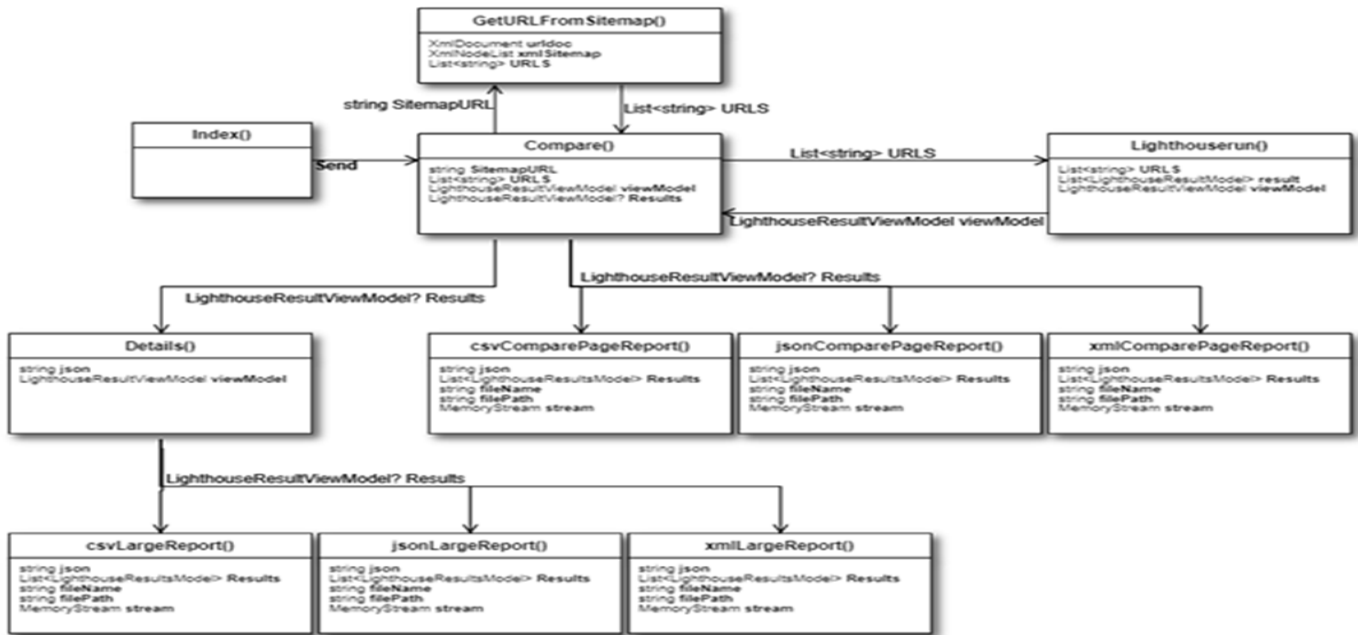 GetURLFromSitemap()
XmlDocument urldoc
XmlNodeList xmlSitemap
List<string> URLS
string SitemapURL
List<string> URLS
Index()
Send
Compare()
string SitemapURL
List<string> URLS
LighthouseResultViewModel viewModel
LighthouseResultViewModel? Results
List<string> URLS
LighthouseResultViewModel viewModel
Lighthouserun()
List<string> URLS
List<LighthouseResultModel> result
LighthouseResultViewModel viewModel
LighthouseResultViewModel? Results
LighthouseResultViewModel? Results
Details()
string json
LighthouseResultViewModel viewModel
csvComparePageReport()
string json
List<LighthouseResultsModel> Results
string fileName
string filePath
MemoryStream stream
jsonComparePageReport()
string json
List<LighthouseResultsModel> Results
string fileName
string filePath
MemoryStream stream
xmlComparePageReport()
string json
List<LighthouseResultsModel> Results
string fileName
string filePath
MemoryStream stream
LighthouseResultViewModel? Results
csvLargeReport()
string json
List<LighthouseResultsModel> Results
string fileName
string filePath
MemoryStream stream
jsonLargeReport()
string json
List<LighthouseResultsModel> Results
string fileName
string filePath
MemoryStream stream
xmlLargeReport()
string json
List<LighthouseResultsModel> Results
string fileName
string filePath
MemoryStream stream